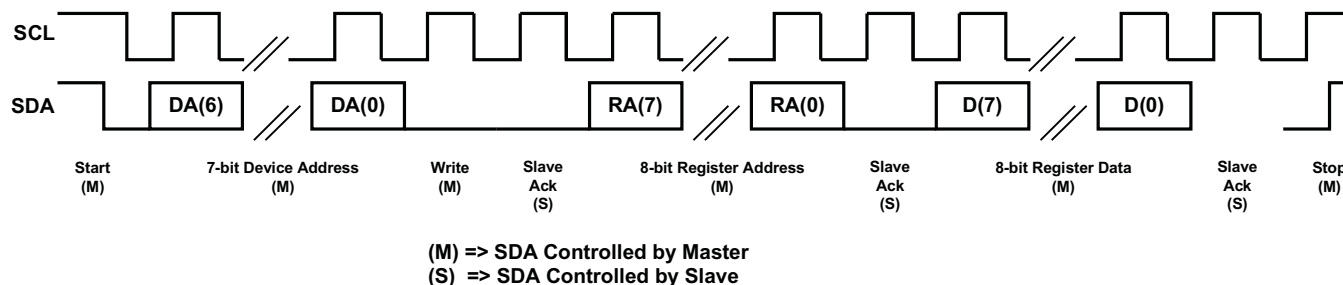 SCL
SDA
DA(6)
DA(0)
RA(7)
RA(0)
D(7)
D(0)
Start
(M)
7-bit Device Address
(M)
Write
(M)
Slave
Ack
(S)
8-bit Register Address
(M)
Slave
Ack
(S)
8-bit Register Data
(M)
Slave
Ack
(S)
Stop
(M)
(M) => SDA Controlled by Master
(S) => SDA Controlled by Slave